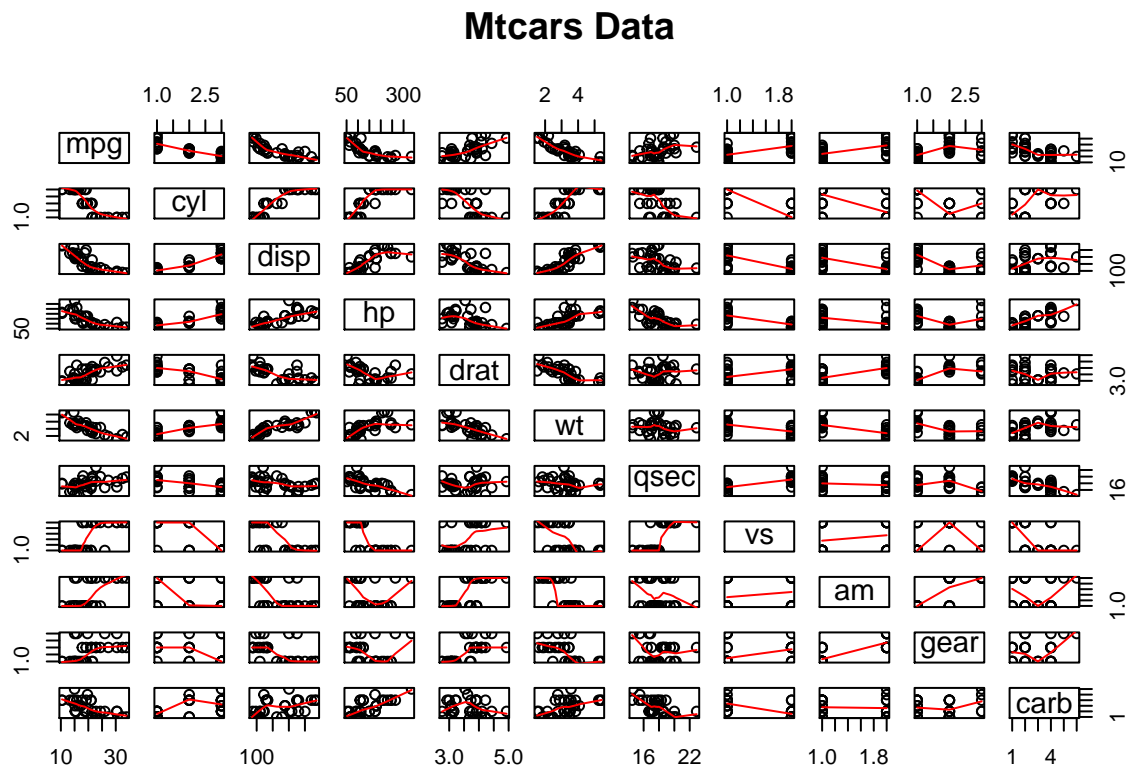 Mtcars Data
1.0 2.5 50 300 2 4 1.0 1.8 1.0 2.5
mpg 10
1.0 cyl
disp 100
50 hp
drat 3.0
2 wt
qsec 16
1.0 vs
am 1.0
1.0 gear
carb 1
10 30 100 3.0 5.0 16 22 1.0 1.8 1 4